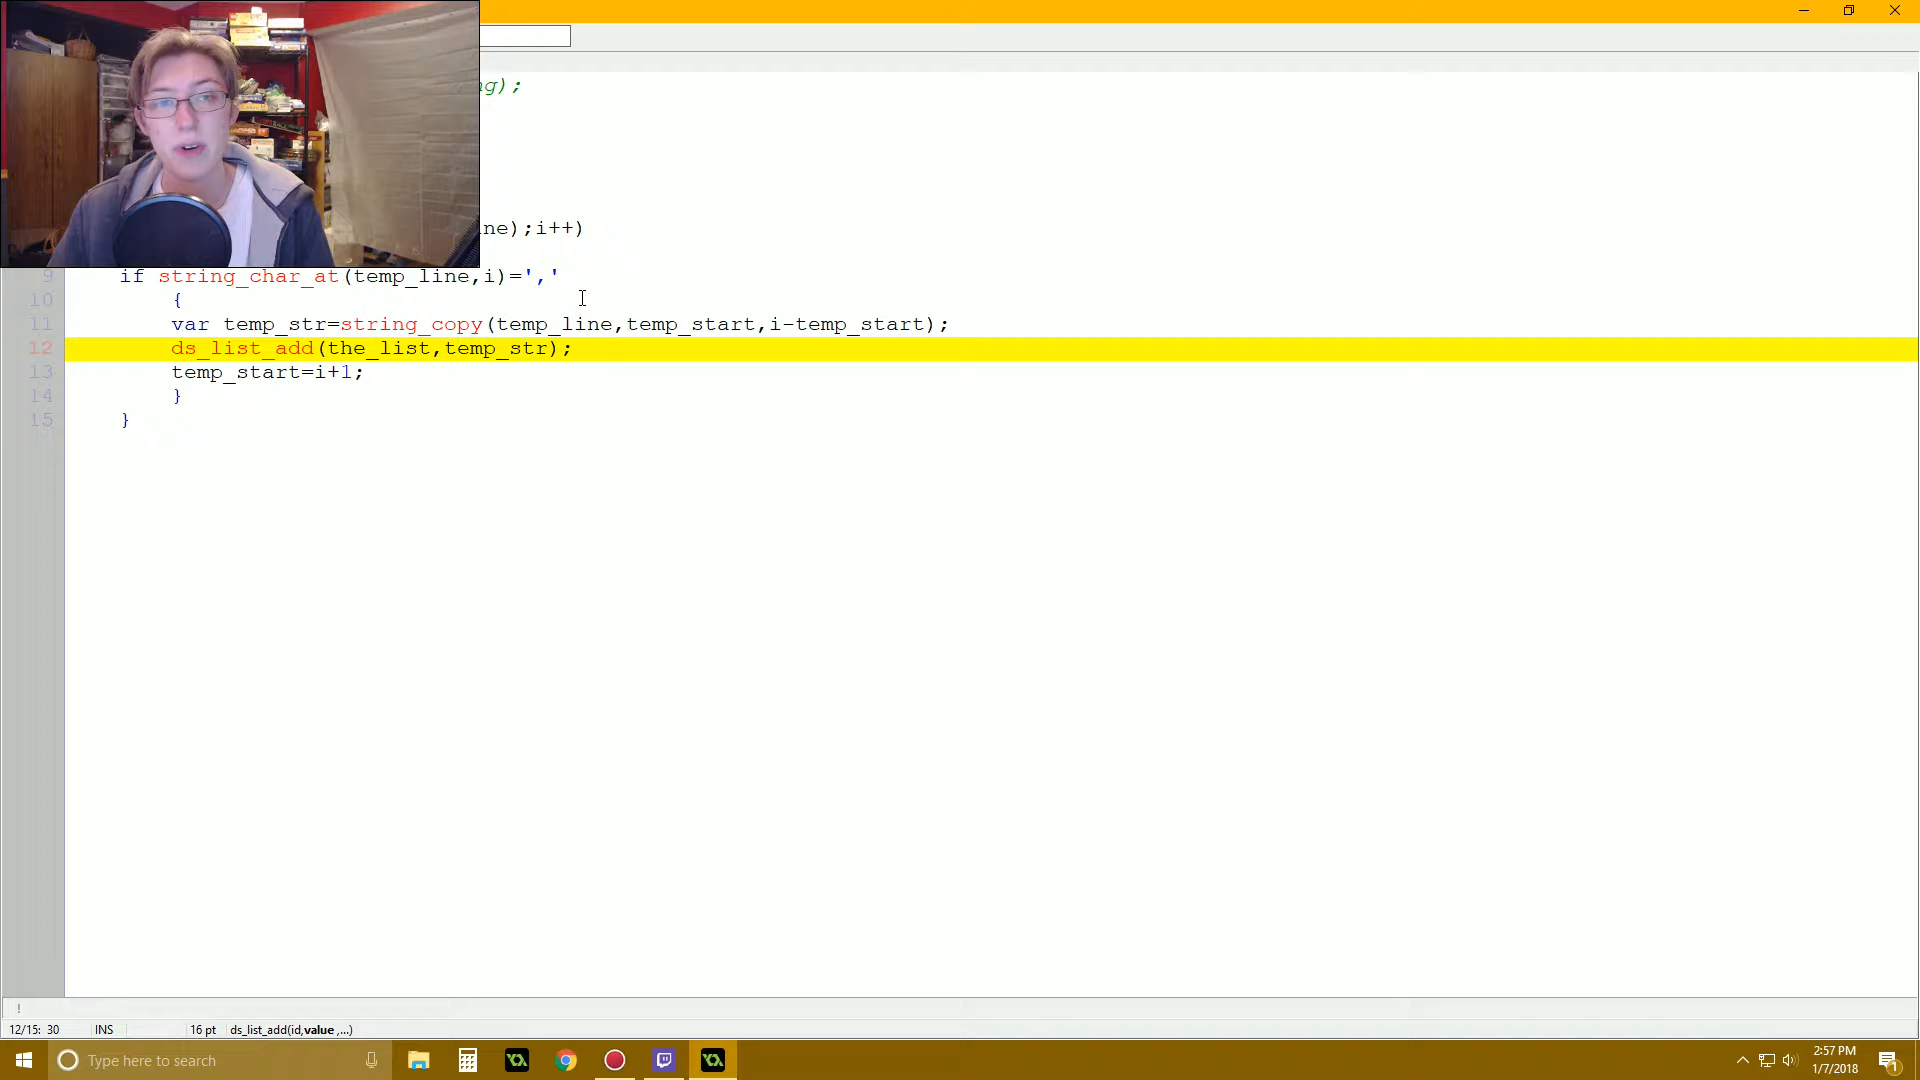 ng);
ne);i++)
9 if string_char_at(temp_line,i)=','
10 {
11 var temp_str=string_copy(temp_line,temp_start,i-temp_start);
12 ds_list_add(the_list,temp_str);
13 temp_start=i+1;
14 }
15 }
!
12/15: 30 INS 16 pt ds_list_add(id,value ,...)
Type here to search
2:57 PM
1/7/2018
1